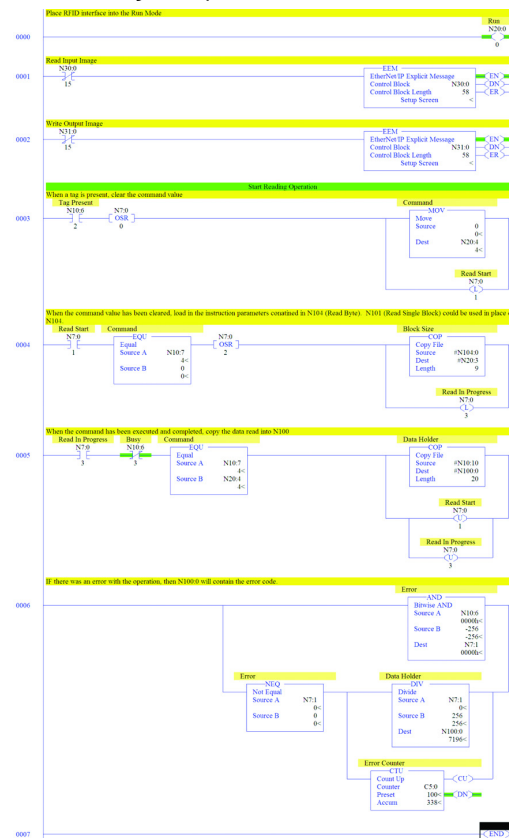 Place RFID interface into the Run Mode
Run
N20:0
0000
0
Read Input Image
N30:0
EEM
0001
15
EtherNet/IP Explicit Message
EN
Control Block
N30:0
DN
Control Block Length
58
ER
Setup Screen
<
Write Output Image
N31:0
EEM
0002
15
EtherNet/IP Explicit Message
EN
Control Block
N31:0
DN
Control Block Length
58
ER
Setup Screen
<
Start Reading Operation
When a tag is present, clear the command value
Tag Present
Command
N10:6
N7:0
MOV
0003
OSR
Move
2
0
Source
0
0<
Dest
N20:4
4<
Read Start
N7:0
L
1
When the command value has been cleared, load in the instruction parameters conatined in N104 (Read Byte). N101 (Read Single Block) could be used in place
N104.
Read Start
Command
Block Size
N7:0
EQU
N7:0
COP
0004
Equal
OSR
Copy File
1
Source A
N10:7
2
Source
#N104:0
4<
Dest
#N20:3
Source B
0
Length
9
0<
Read In Progress
N7:0
L
3
When the command has been executed and completed, copy the data read into N100
Read In Progress
Busy
Command
Data Holder
N7:0
N10:6
EQU
COP
0005
Equal
Copy File
3
3
Source A
N10:7
Source
#N10:10
4<
Dest
#N100:0
Source B
N20:4
Length
20
4<
Read Start
N7:0
U
1
Read In Progress
N7:0
U
3
IF there was an error with the operation, then N100:0 will contain the error code.
Error
AND
0006
Bitwise AND
Source A
N10:6
0000h<
Source B
-256
-256<
Dest
N7:1
0000h<
Error
Data Holder
NEQ
DIV
Not Equal
Divide
Source A
N7:1
Source A
N7:1
0<
0<
Source B
0
Source B
256
0<
256<
Dest
N100:0
7196<
Error Counter
CTU
Count Up
CU
Counter
C5:0
Preset
100<
DN
Accum
338<
0007
END